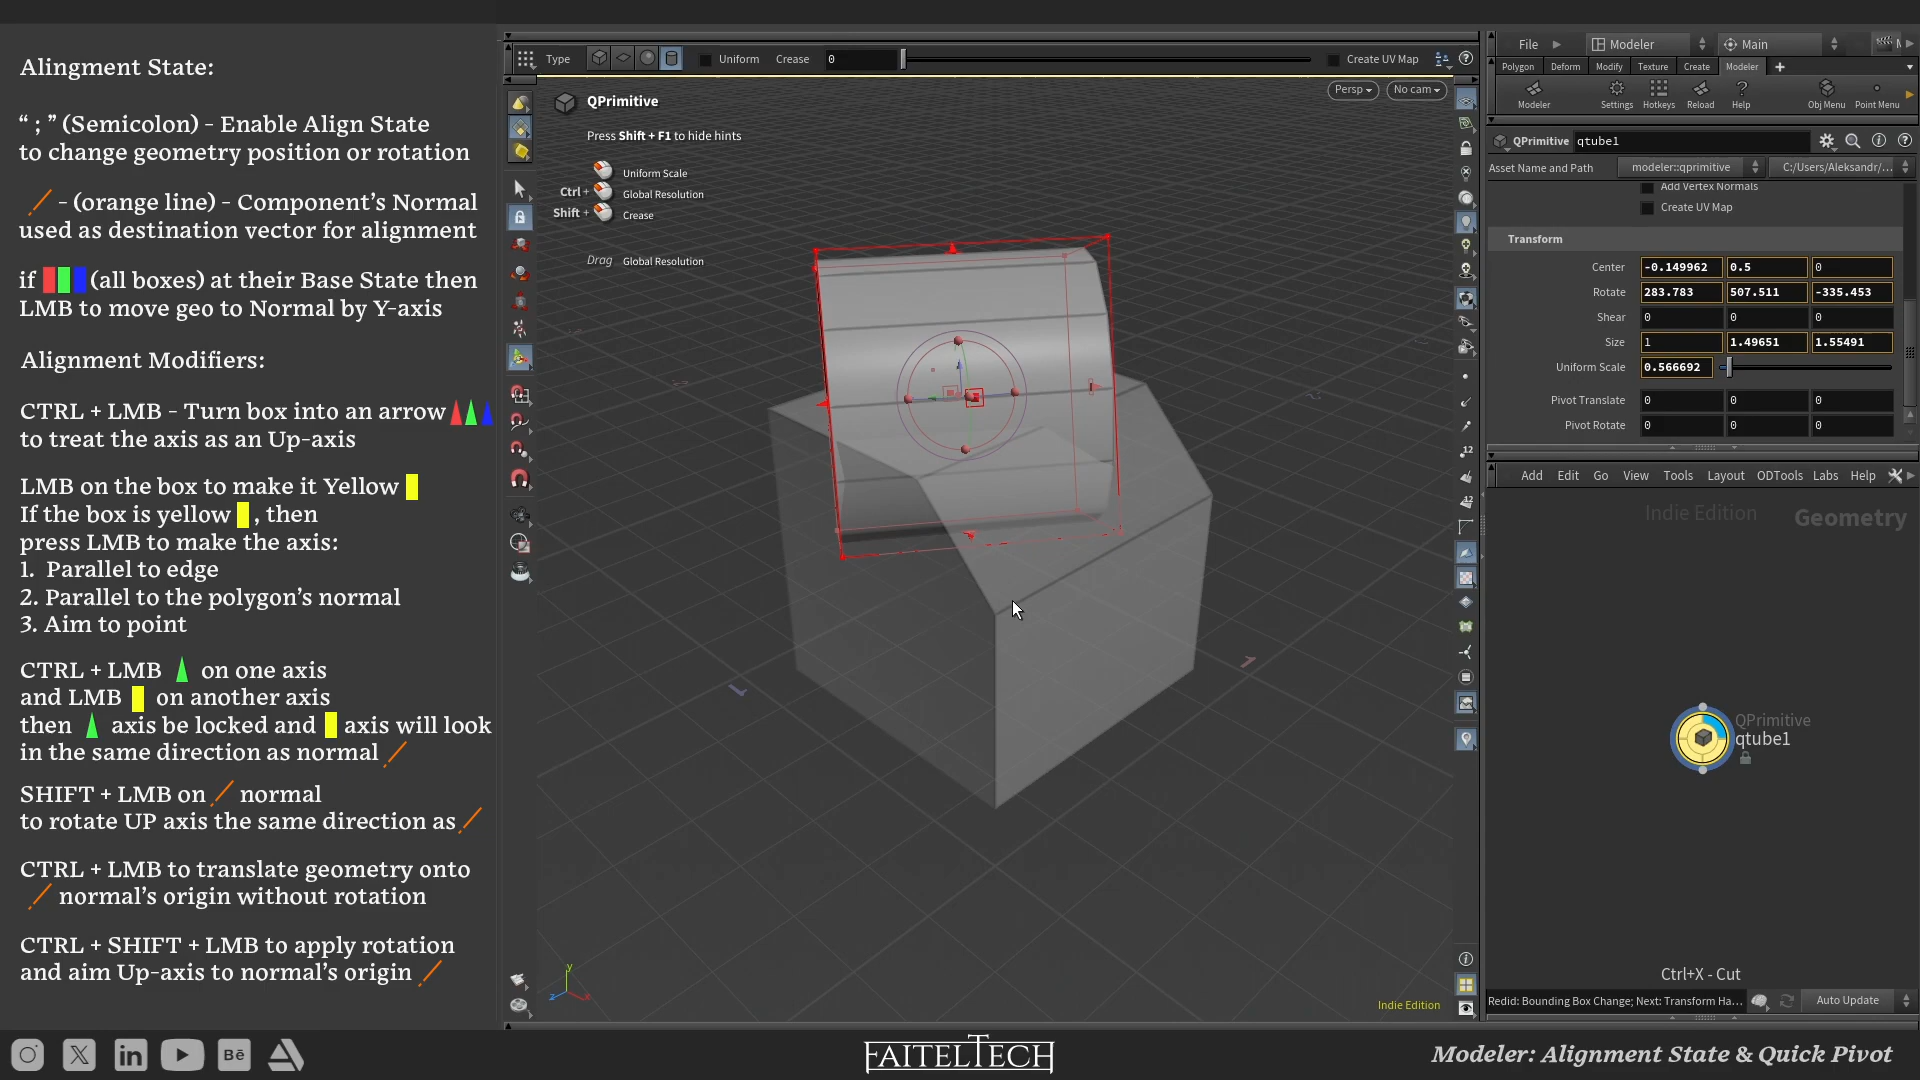 Alingment State:
“ ; ” (Semicolon) - Enable Align State
to change geometry position or rotation
- (orange line) - Component's Normal
used as destination vector for alignment
if (all boxes) at their Base State then
LMB to move geo to Normal by Y-axis
Alignment Modifiers:
CTRL + LMB - Turn box into an arrow
to treat the axis as an Up-axis
LMB on the box to make it Yellow
If the box is yellow , then
press LMB to make the axis:
1. Parallel to edge
2. Parallel to the polygon's normal
3. Aim to point
CTRL + LMB on one axis
and LMB on another axis
then axis be locked and axis will look
in the same direction as normal
SHIFT + LMB on normal
to rotate UP axis the same direction as
CTRL + LMB to translate geometry onto
normal's origin without rotation
CTRL + SHIFT + LMB to apply rotation
and aim Up-axis to normal's origin
Type Uniform Crease 0 Create UV Map
QPrimitive
Persp No cam
Press Shift + F1 to hide hints
Uniform Scale
Ctrl + Global Resolution
Shift + Crease
Drag Global Resolution
Indie Edition
File Modeler Main
Polygon Deform Modify Texture Create Modeler +
Modeler Settings Hotkeys Reload Help Obj Menu Point Menu
QPrimitive qtube1
Asset Name and Path modeler::qprimitive C:/Users/Aleksandr/...
Add Vertex Normals
Create UV Map
Transform
Center -0.149962 0.5 0
Rotate 283.783 507.511 -335.453
Shear 0 0 0
Size 1 1.49651 1.55491
Uniform Scale 0.566692
Pivot Translate 0 0 0
Pivot Rotate 0 0 0
Add Edit Go View Tools Layout ODTools Labs Help
Indie Edition Geometry
QPrimitive
qtube1
Ctrl+X - Cut
Redid: Bounding Box Change; Next: Transform Ha... Auto Update
FAITELTECH
Modeler: Alignment State & Quick Pivot